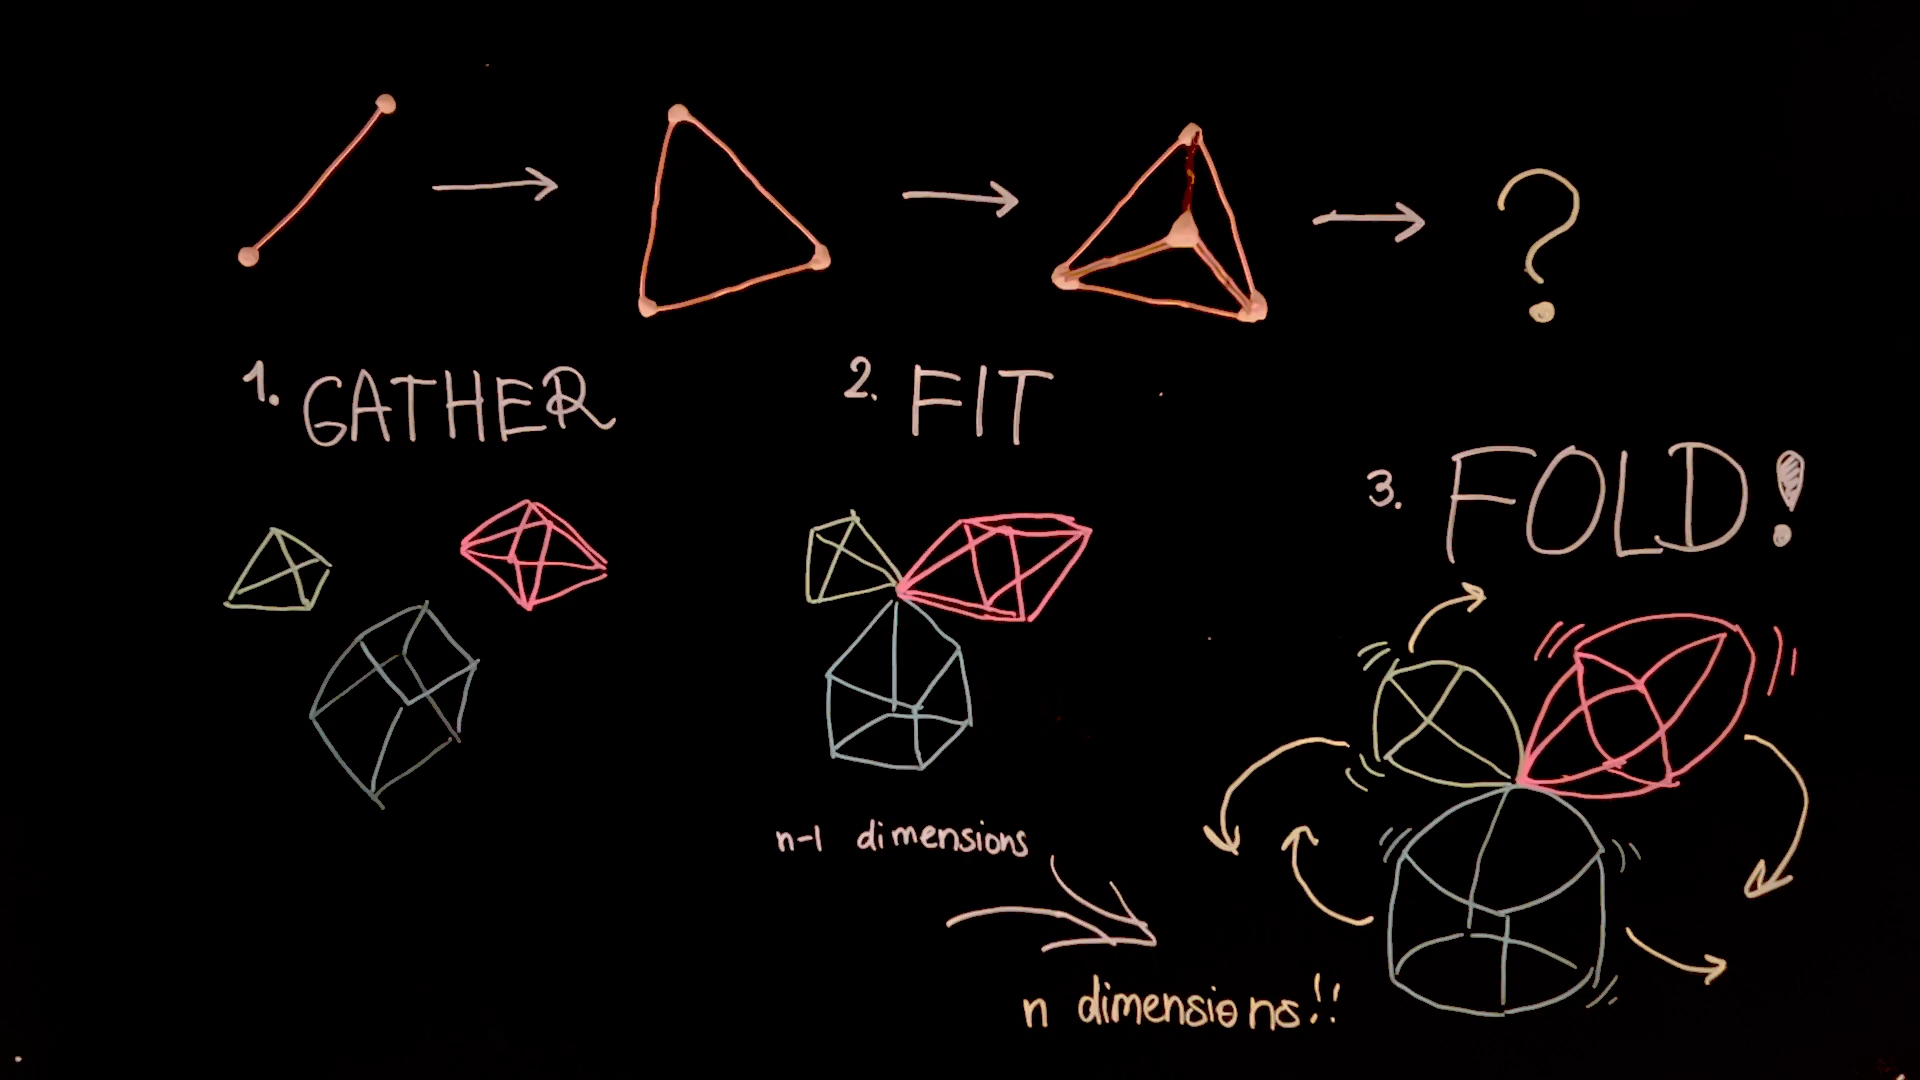 ?
1. GATHER
2. FIT
3. FOLD!
n-1 dimensions
n dimensions!!